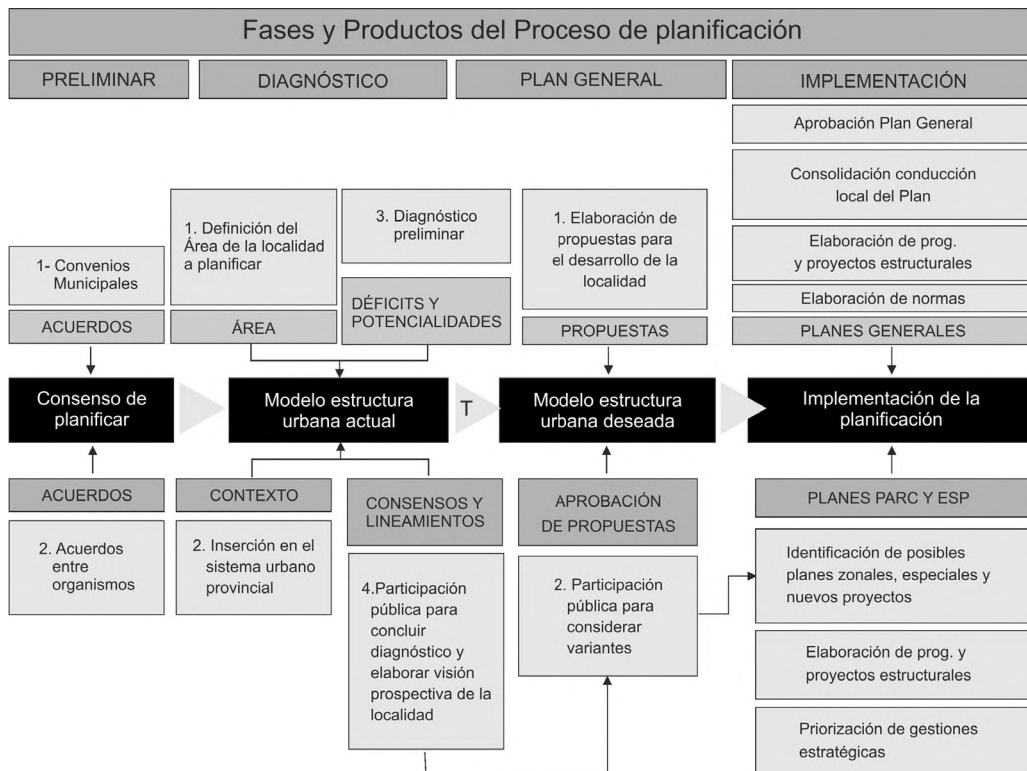 Fases y Productos del Proceso de planificación
PRELIMINAR
DIAGNÓSTICO
PLAN GENERAL
IMPLEMENTACIÓN
1- Convenios
Municipales
ACUERDOS
1. Definición del
Área de la localidad
a planificar
ÁREA
3. Diagnóstico
preliminar
DÉFICITS Y
POTENCIALIDADES
1. Elaboración de
propuestas para
el desarrollo de la
localidad
PROPUESTAS
Aprobación Plan General
Consolidación conducción
local del Plan
Elaboración de prog.
y proyectos estructurales
Elaboración de normas
PLANES GENERALES
Consenso de
planificar
Modelo estructura
urbana actual
T
Modelo estructura
urbana deseada
Implementación de la
planificación
ACUERDOS
2. Acuerdos
entre
organismos
CONTEXTO
2. Inserción en el
sistema urbano
provincial
CONSENSOS Y
LINEAMIENTOS
4.Participación
pública para
concluir
diagnóstico y
elaborar visión
prospectiva de la
localidad
APROBACIÓN
DE PROPUESTAS
2. Participación
pública para
considerar
variantes
PLANES PARC Y ESP
Identificación de posibles
planes zonales, especiales y
nuevos proyectos
Elaboración de prog. y
proyectos estructurales
Priorización de gestiones
estratégicas